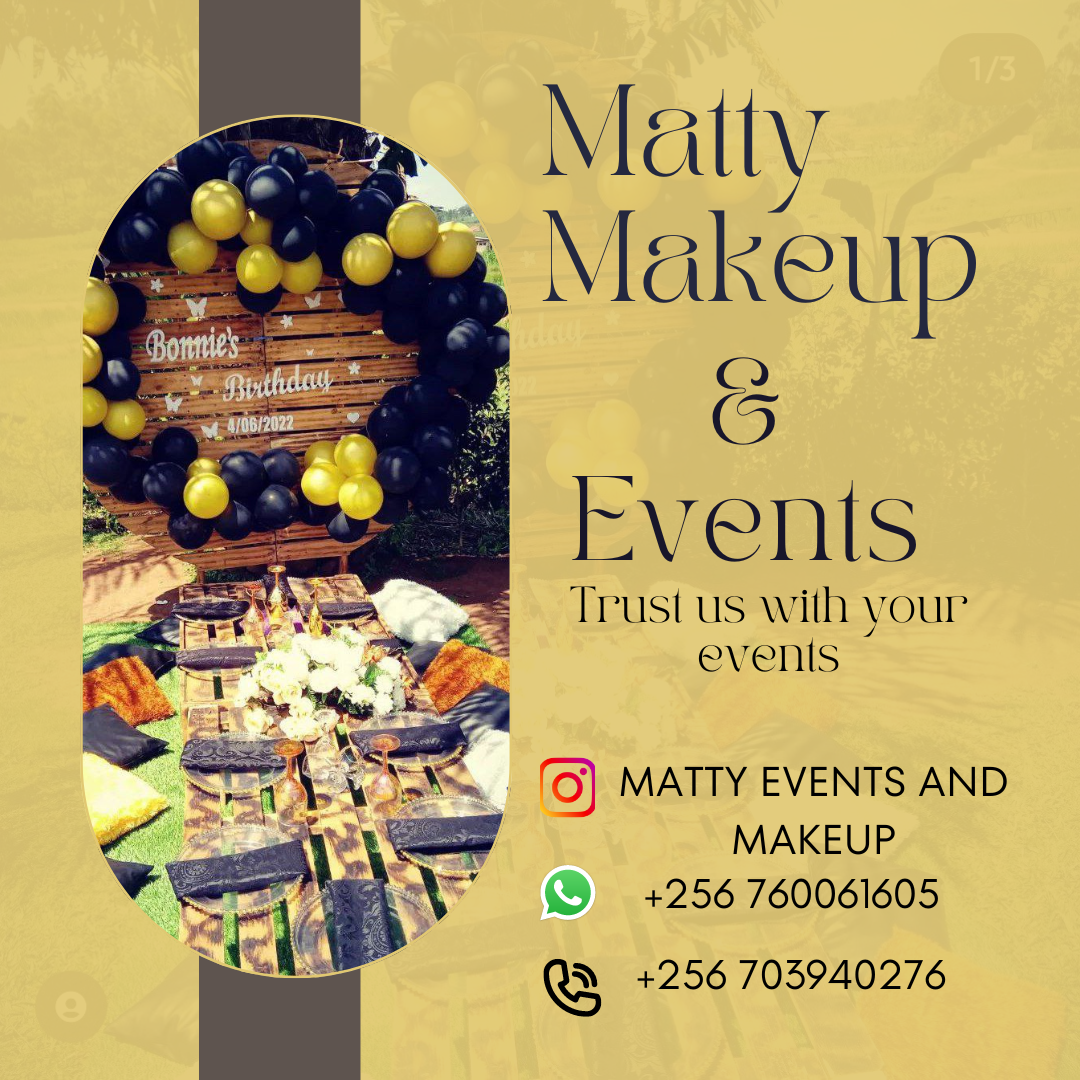 1/3
Matty
Makeup
&
Events
Trust us with your
events
MATTY EVENTS AND
MAKEUP
+256 760061605
+256 703940276
Bonnie's
Birthday
4/06/2022